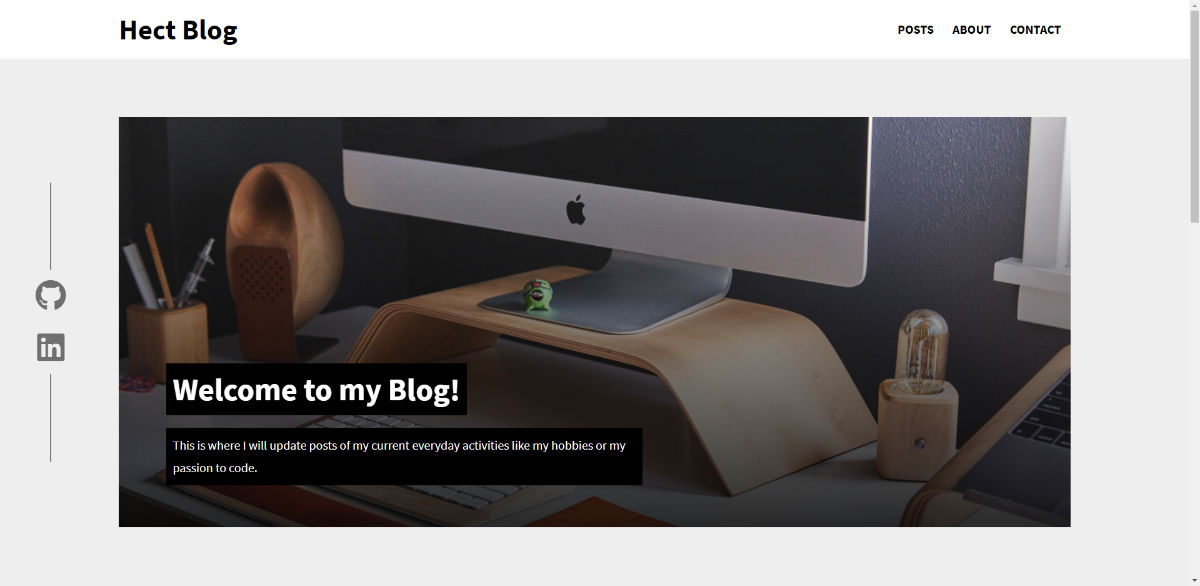 Hect Blog
POSTS ABOUT CONTACT
in
Welcome to my Blog!
This is where I will update posts of my current everyday activities like my hobbies or my
passion to code.